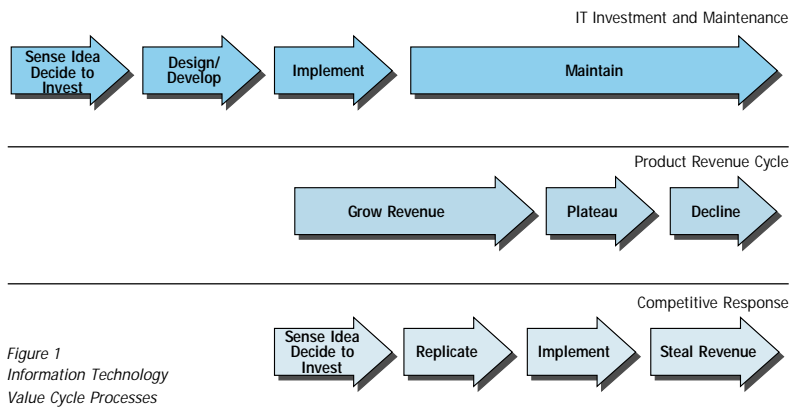 IT Investment and Maintenance
Sense Idea
Decide to
Invest
Design/
Develop
Implement
Maintain
Product Revenue Cycle
Grow Revenue
Plateau
Decline
Competitive Response
Sense Idea
Decide to
Invest
Replicate
Implement
Steal Revenue
Figure 1
Information Technology
Value Cycle Processes